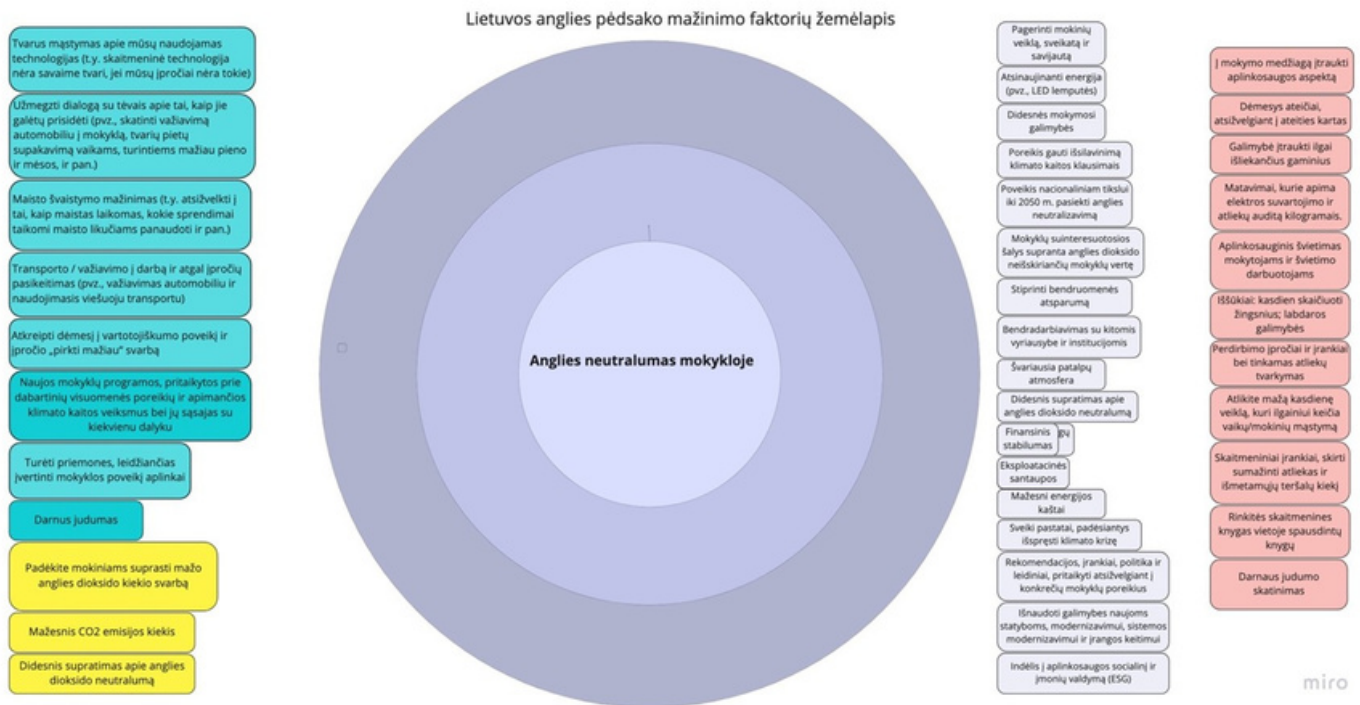 Lietuvos anglies pėdsako mažinimo faktorių žemėlapis
Tvarus mąstymas apie mūsų naudojamas
technologijas (t.y. skaitmeninė technologija
nėra savaime tvari, jei mūsų įpročiai nėra tokie)
Užmegzti dialogą su tėvais apie tai, kaip jie
galėtų prisidėti (pvz., skatinti važiavimą
automobiliu į mokyklą, tvarių pietų
supakavimą vaikams, turintiems mažiau pieno
ir mėsos, ir pan.)
Maisto švaistymo mažinimas (t.y. atsižvelkti į
tai, kaip maistas laikomas, kokie sprendimai
taikomi maisto likučiams panaudoti ir pan.)
Transporto / važiavimo į darbą ir atgal įpročių
pasikeitimas (pvz., važiavimas automobiliu ir
naudojimasis viešuoju transportu)
Atkreipti dėmesį į vartotojiškumo poveikį ir
įpročio „pirkti mažiau" svarbą
Naujos mokyklų programos, pritaikytos prie
dabartinių visuomenės poreikių ir apimančios
klimato kaitos veiksmus bei jų sąsajas su
kiekvienu dalyku
Turėti priemones, leidžiančias
įvertinti mokyklos poveikį aplinkai
Darnus judumas
Padėkite mokiniams suprasti mažo
anglies dioksido kiekio svarbą
Mažesnis CO2 emisijos kiekis
Didesnis supratimas apie anglies
dioksido neutralumą
Anglies neutralumas mokykloje
Pagerinti mokinių
veiklą, sveikatą ir
savijautą
Atsinaujinanti energija
(pvz., LED lemputės)
Didesnės mokymosi
galimybės
Poreikis gauti išsilavinimą
klimato kaitos klausimais
Poveikis nacionaliniam tikslui
iki 2050 m. pasiekti anglies
neutralizavimą
Mokyklų suinteresuotosios
šalys supranta anglies dioksido
neišskiriančių mokyklų vertę
Stiprinti bendruomenės
atsparumą
Bendradarbiavimas su kitomis
vyriausybe ir institucijomis
Švariausia patalpų
atmosfera
Didesnis supratimas apie
anglies dioksido neutralumą
Finansinis
stabilumas
gų
Eksploatacinės
santaupos
Mažesni energijos
kaštai
Sveiki pastatai, padėsiantys
išspręsti klimato krizę
Rekomendacijos, įrankiai, politika ir
leidiniai, pritaikyti atsižvelgiant į
konkrečių mokyklų poreikius
Išnaudoti galimybes naujoms
statyboms, modernizavimui, sistemos
modernizavimui ir įrangos keitimui
Indėlis į aplinkosaugos socialinį ir
įmonių valdymą (ESG)
Į mokymo medžiagą įtraukti
aplinkosaugos aspektą
Dėmesys ateičiai,
atsižvelgiant į ateities kartas
Galimybė įtraukti ilgai
išliekančius gaminius
Matavimai, kurie apima
elektros suvartojimo ir
atliekų auditą kilogramais.
Aplinkosauginis švietimas
mokytojams ir švietimo
darbuotojams
Iššūkiai: kasdien skaičiuoti
žingsnius; labdaros
galimybės
Perdirbimo įpročiai ir įrankiai
bei tinkamas atliekų
tvarkymas
Atlikite mažą kasdienę
veiklą, kuri ilgainiui keičia
vaikų/mokinių mąstymą
Skaitmeniniai įrankiai, skirti
sumažinti atliekas ir
išmetamųjų teršalų kiekį
Rinkitės skaitmenines
knygas vietoje spausdintų
knygų
Darnaus judumo
skatinimas
miro